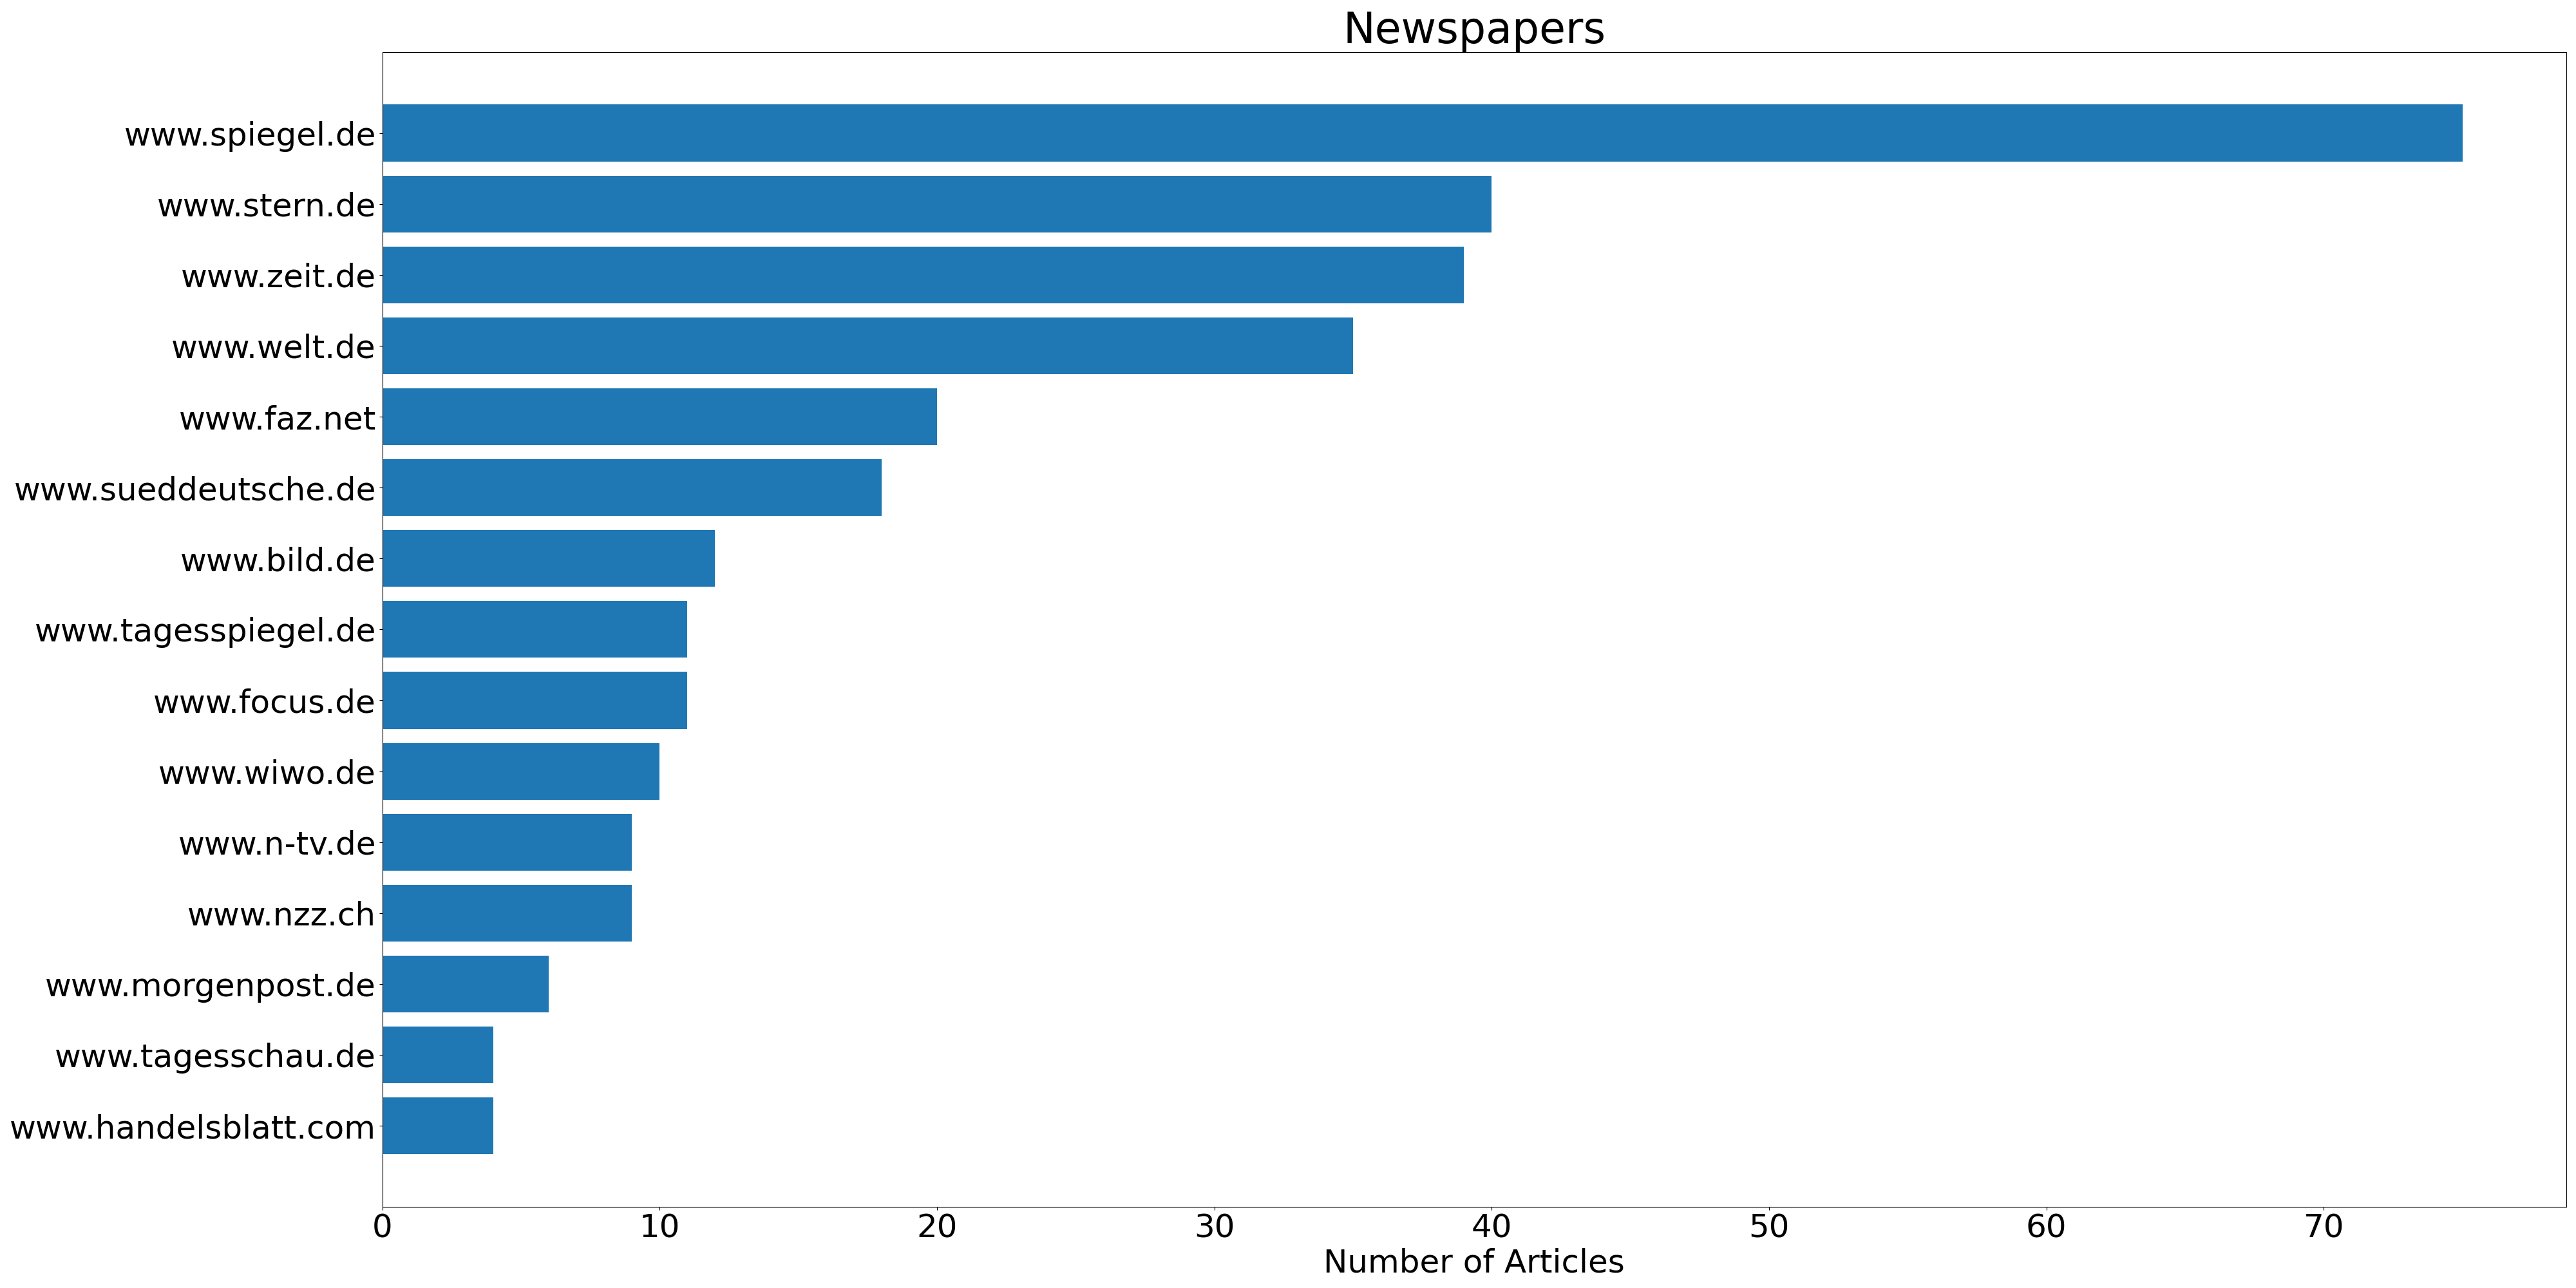 Newspapers
www.spiegel.de
www.stern.de
www.zeit.de
www.welt.de
www.faz.net
www.sueddeutsche.de
www.bild.de
www.tagesspiegel.de
www.focus.de
www.wiwo.de
www.n-tv.de
www.nzz.ch
www.morgenpost.de
www.tagesschau.de
www.handelsblatt.com
0 10 20 30 40 50 60 70
Number of Articles